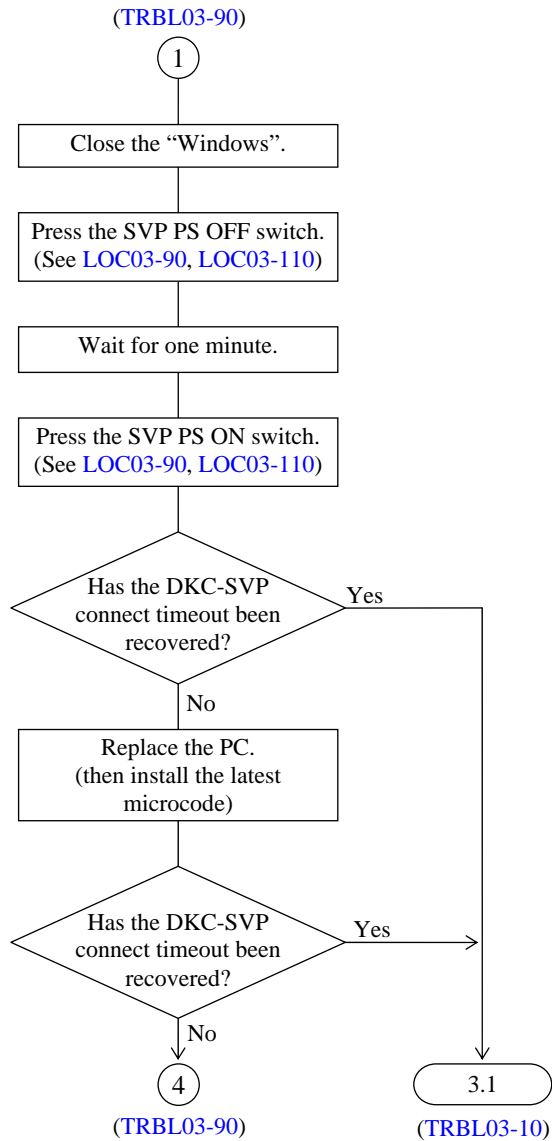 (TRBL03-90)
1
Close the “Windows”.
Press the SVP PS OFF switch.
(See LOC03-90, LOC03-110)
Wait for one minute.
Press the SVP PS ON switch.
(See LOC03-90, LOC03-110)
Has the DKC-SVP
connect timeout been
recovered?
Yes
No
Replace the PC.
(then install the latest
microcode)
Has the DKC-SVP
connect timeout been
recovered?
Yes
No
4
(TRBL03-90)
3.1
(TRBL03-10)